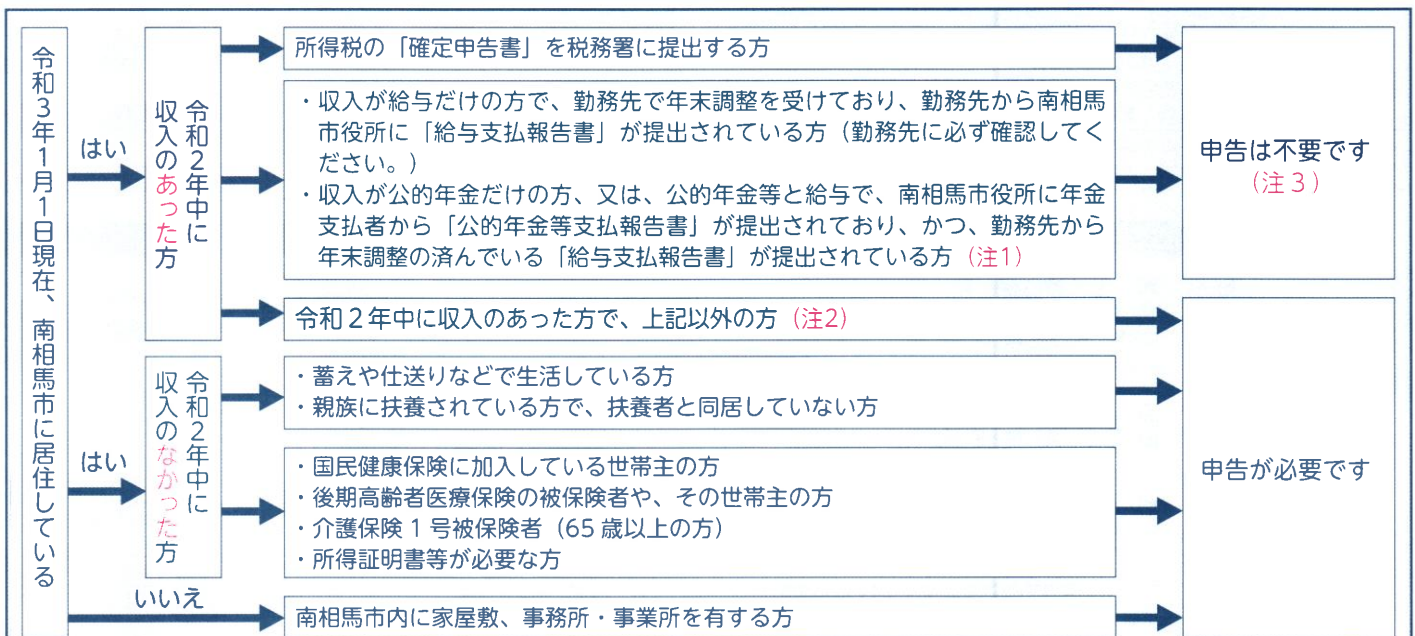 令和3年1月1日現在、南相馬市に居住している
はい
令和2年中に
収入のあった方
所得税の「確定申告書」を税務署に提出する方
・収入が給与だけの方で、勤務先で年末調整を受けており、勤務先から南相馬
市役所に「給与支払報告書」が提出されている方（勤務先に必ず確認してく
ださい。）
・収入が公的年金だけの方、又は、公的年金等と給与で、南相馬市役所に年金
支払者から「公的年金等支払報告書」が提出されており、かつ、勤務先から
年末調整の済んでいる「給与支払報告書」が提出されている方（注1）
申告は不要です
（注３）
令和２年中に収入のあった方で、上記以外の方（注2）
はい
令和2年中に
収入のなかった方
・蓄えや仕送りなどで生活している方
・親族に扶養されている方で、扶養者と同居していない方
・国民健康保険に加入している世帯主の方
・後期高齢者医療保険の被保険者や、その世帯主の方
・介護保険１号被保険者（65歳以上の方）
・所得証明書等が必要な方
申告が必要です
いいえ
南相馬市内に家屋敷、事務所・事業所を有する方